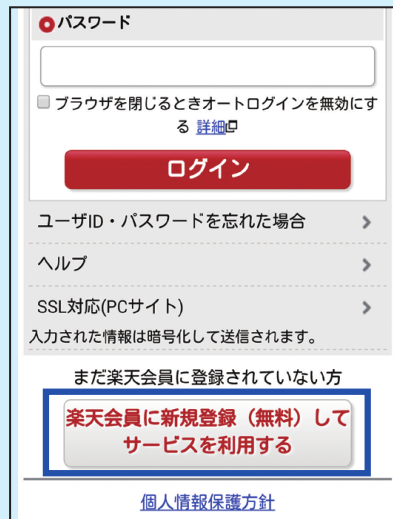 パスワード
ブラウザを閉じるときオートログインを無効にす
る 詳細
ログイン
ユーザID・パスワードを忘れた場合
ヘルプ
SSL対応(PCサイト)
入力された情報は暗号化して送信されます。
まだ楽天会員に登録されていない方
楽天会員に新規登録（無料）して
サービスを利用する
個人情報保護方針